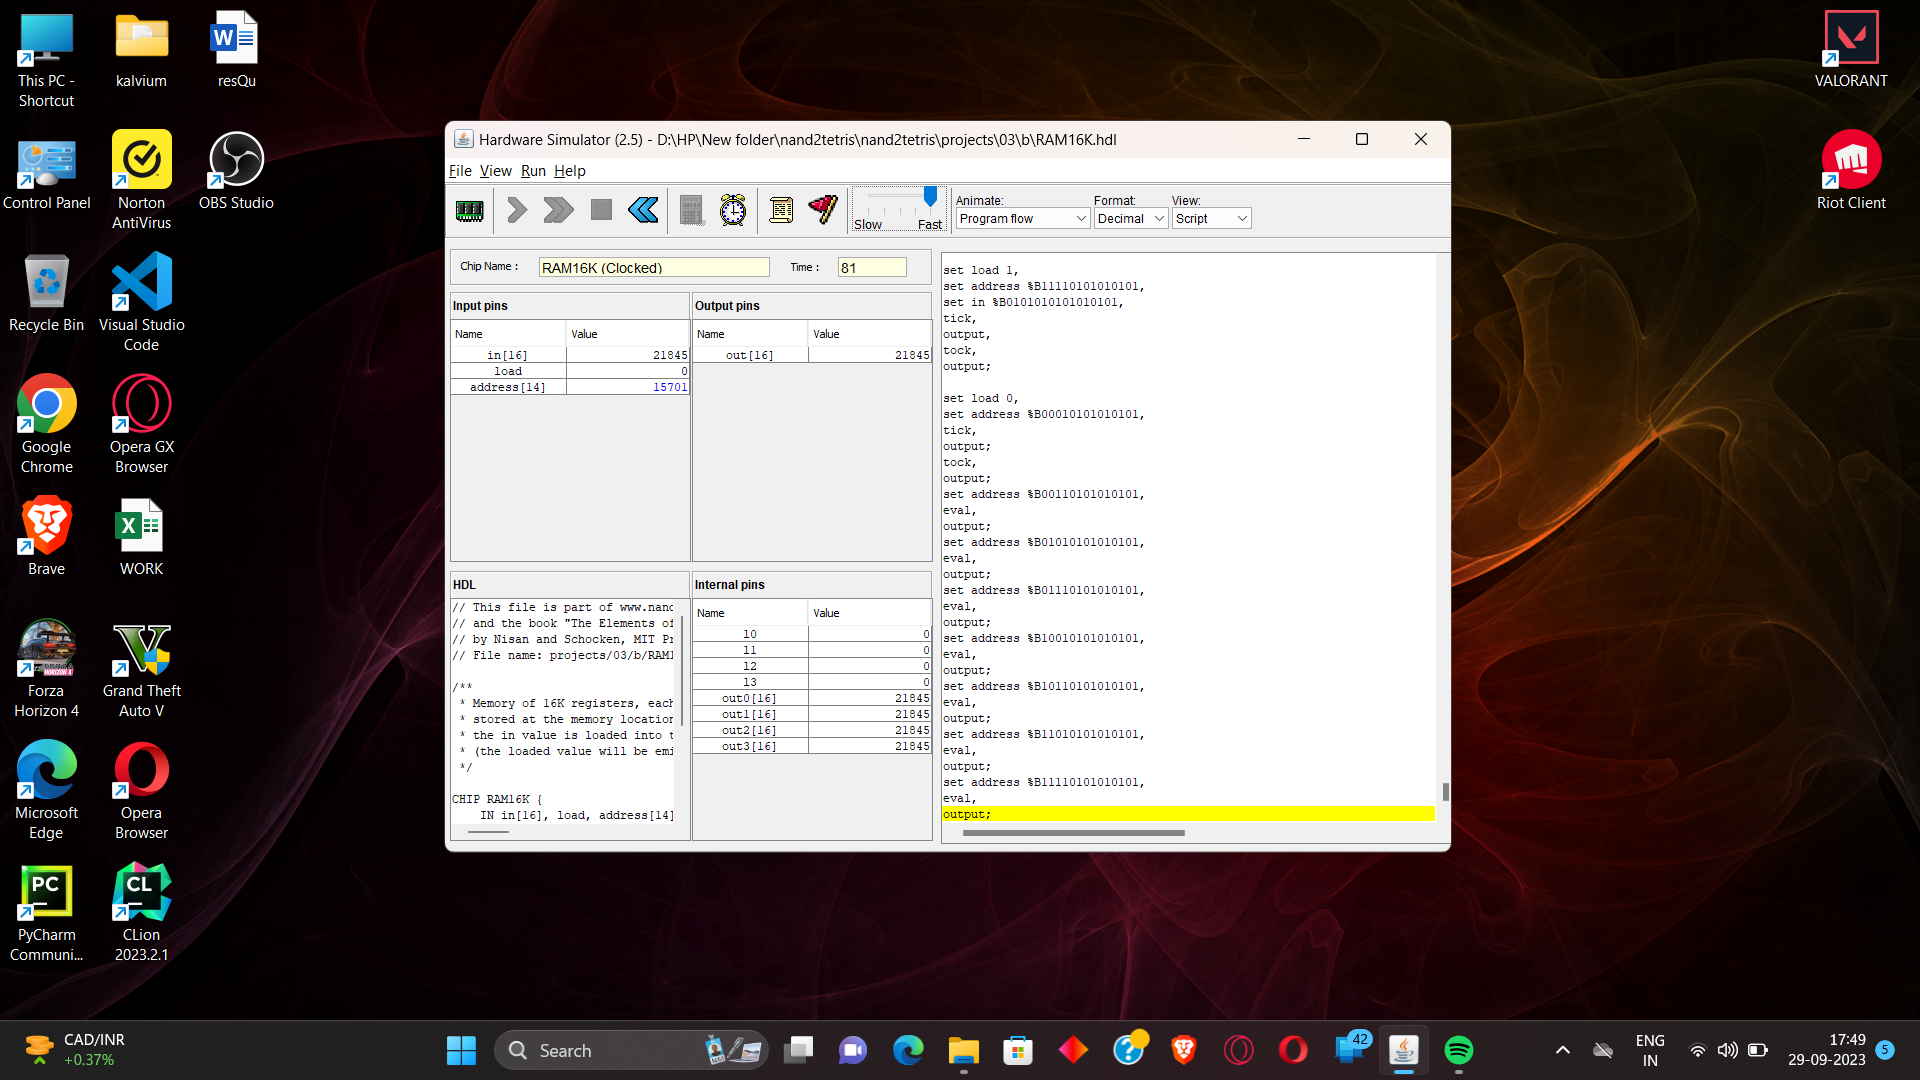 This PC -
Shortcut
kalvium
resQu
Control Panel
Norton
AntiVirus
OBS Studio
Recycle Bin
Visual Studio
Code
Google
Chrome
Opera GX
Browser
Brave
WORK
Forza
Horizon 4
Grand Theft
Auto V
Microsoft
Edge
Opera
Browser
PyCharm
Communi...
CLion
2023.2.1
VALORANT
Riot Client
Hardware Simulator (2.5) - D:\HP\New folder\nand2tetris\nand2tetris\projects\03\b\RAM16K.hdl
File View Run Help
Slow Fast
Animate:
Program flow
Format:
Decimal
View:
Script
Chip Name :
RAM16K (Clocked)
Time :
81
Input pins
Name Value
in[16] 21845
load 0
address[14] 15701
Output pins
Name Value
out[16] 21845
HDL
// This file is part of www.nanc
// and the book "The Elements of
// by Nisan and Schocken, MIT Pr
// File name: projects/03/b/RAM1
/**
* Memory of 16K registers, each
* stored at the memory location
* the in value is loaded into t
* (the loaded value will be emi
*/
CHIP RAM16K {
IN in[16], load, address[14]
Internal pins
Name Value
l0 0
l1 0
l2 0
l3 0
out0[16] 21845
out1[16] 21845
out2[16] 21845
out3[16] 21845
set load 1,
set address %B11110101010101,
set in %B0101010101010101,
tick,
output,
tock,
output;
set load 0,
set address %B00010101010101,
tick,
output;
tock,
output;
set address %B00110101010101,
eval,
output;
set address %B01010101010101,
eval,
output;
set address %B01110101010101,
eval,
output;
set address %B10010101010101,
eval,
output;
set address %B10110101010101,
eval,
output;
set address %B11010101010101,
eval,
output;
set address %B11110101010101,
eval,
output;
CAD/INR
+0.37%
Search
42
ENG
IN
17:49
29-09-2023
5